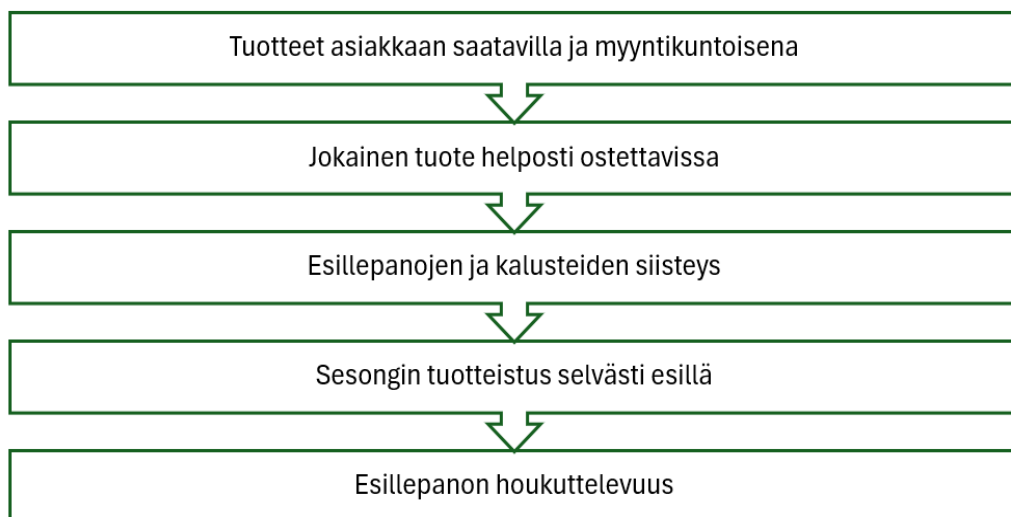 Tuotteet asiakkaan saatavilla ja myyntikuntoisena
Jokainen tuote helposti ostettavissa
Esillepanojen ja kalusteiden siisteys
Sesongin tuotteistus selvästi esillä
Esillepanon houkuttelevuus